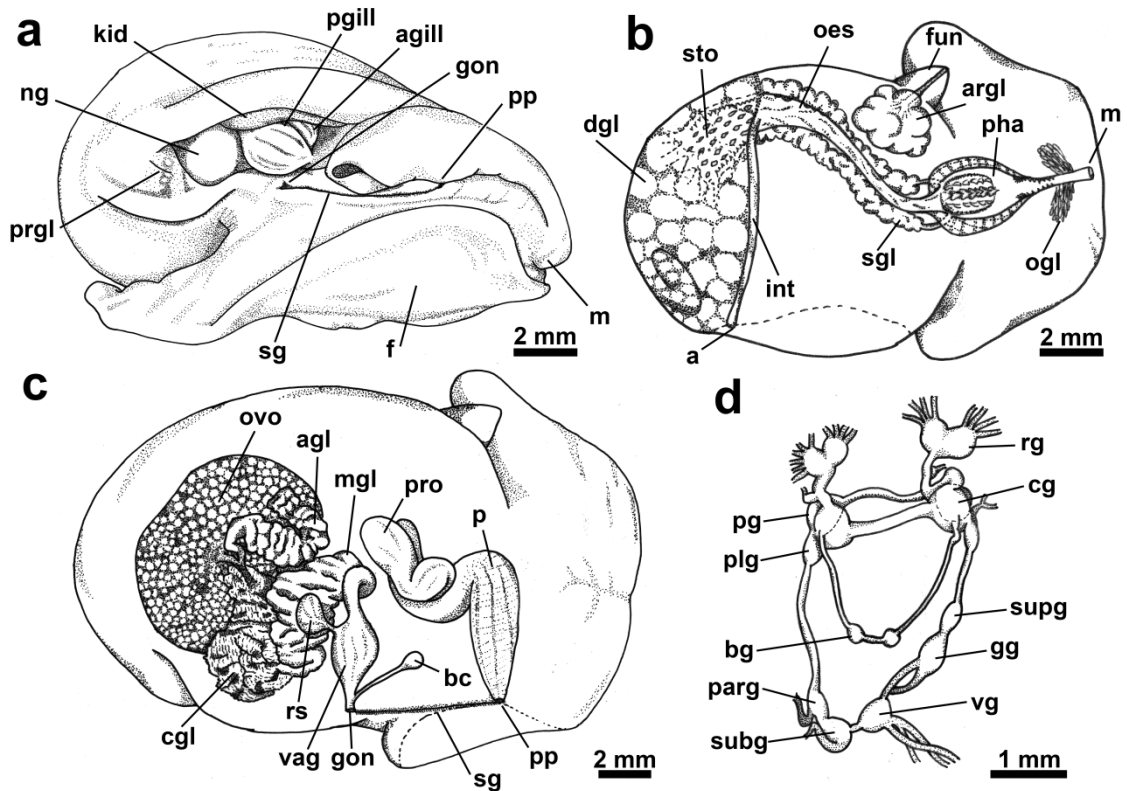 a
kid
pgill
agill
gon
ng
pp
prgl
sg
f
m
2 mm
b
sto
oes
fun
argl
dgl
pha
m
int
sgl
ogl
a
2 mm
c
ovo
agl
mgl
pro
p
cgl
rs
vag
gon
bc
sg
pp
2 mm
d
rg
cg
pg
plg
supg
bg
gg
parg
vg
subg
1 mm